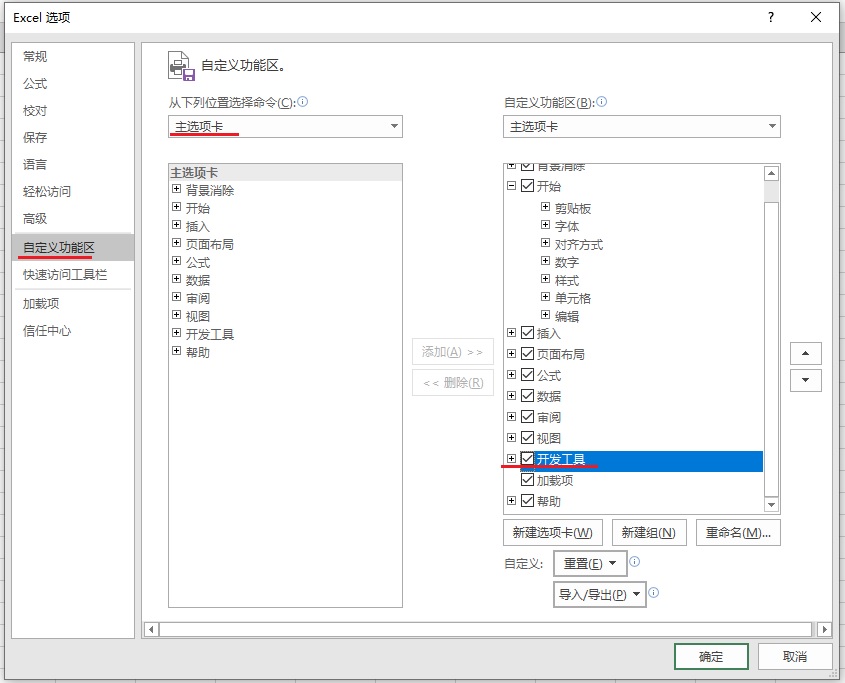 Excel 选项
?
常规
公式
校对
保存
语言
轻松访问
高级
自定义功能区
快速访问工具栏
加载项
信任中心
自定义功能区。
从下列位置选择命令(C):
主选项卡
主选项卡
背景消除
开始
插入
页面布局
公式
数据
审阅
视图
开发工具
帮助
添加(A) >>
<< 删除(R)
自定义功能区(B):
主选项卡
背景消除
开始
剪贴板
字体
对齐方式
数字
样式
单元格
编辑
插入
页面布局
公式
数据
审阅
视图
开发工具
加载项
帮助
新建选项卡(W)
新建组(N)
重命名(M)...
自定义:
重置(E)
导入/导出(P)
确定
取消